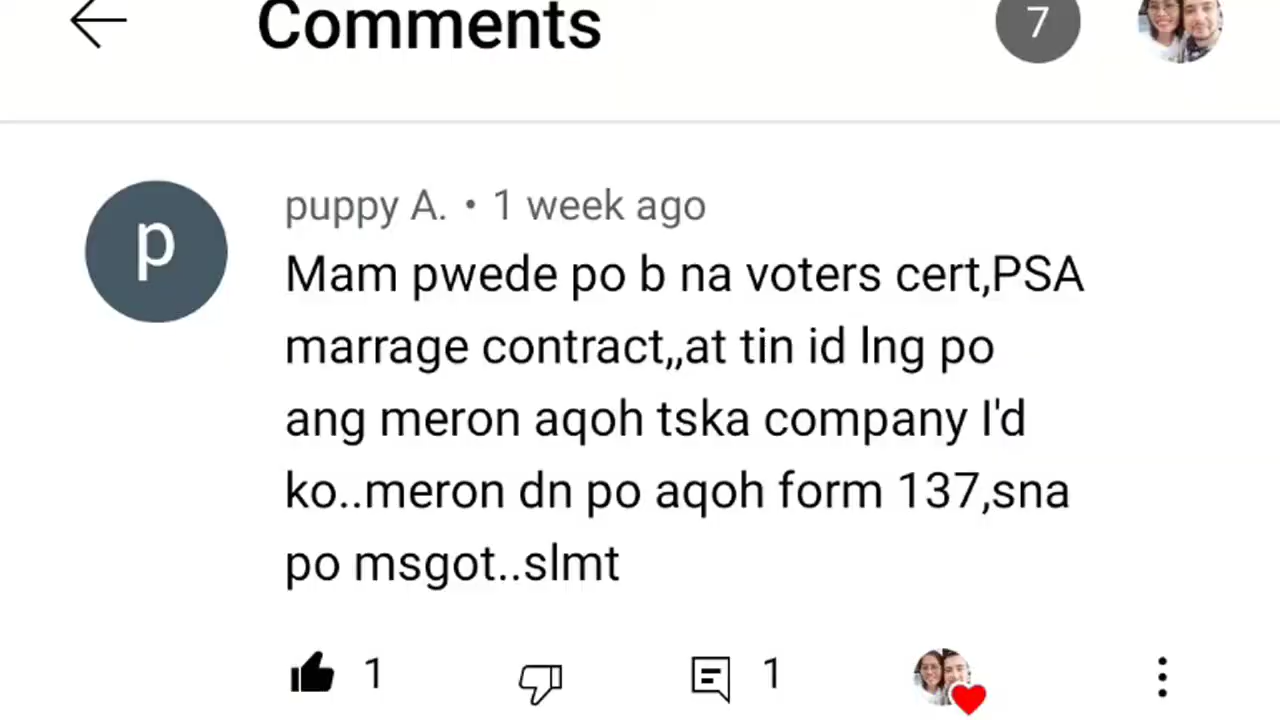 Comments
7
p
puppy A. • 1 week ago
Mam pwede po b na voters cert,PSA
marrage contract,,at tin id lng po
ang meron aqoh tska company I'd
ko..meron dn po aqoh form 137,sna
po msgot..slmt
1
1